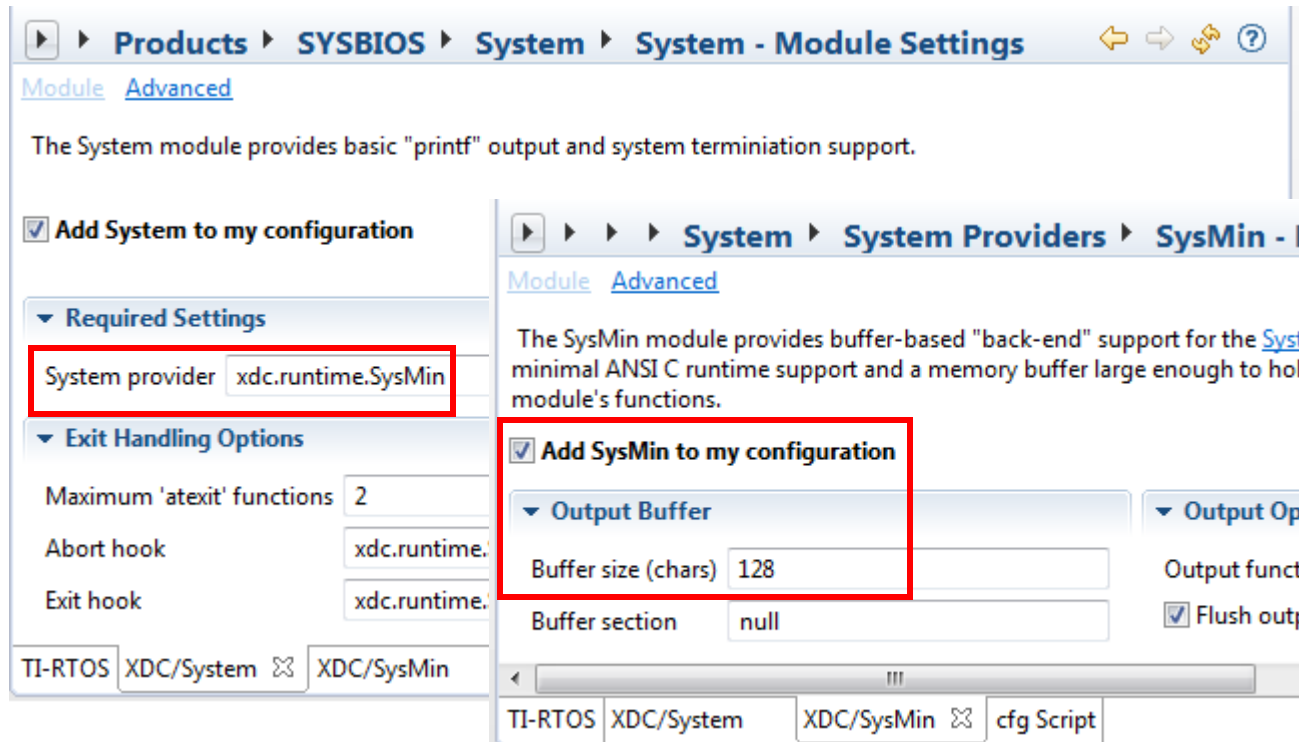 Products SYSBIOS System System - Module Settings
Module Advanced
The System module provides basic "printf" output and system terminiation support.
Add System to my configuration
Required Settings
System provider xdc.runtime.SysMin
Exit Handling Options
Maximum 'atexit' functions 2
Abort hook xdc.runtime.
Exit hook xdc.runtime.
TI-RTOS XDC/System XDC/SysMin
System System Providers SysMin -
Module Advanced
The SysMin module provides buffer-based "back-end" support for the Syst
minimal ANSI C runtime support and a memory buffer large enough to hol
module's functions.
Add SysMin to my configuration
Output Buffer
Output Op
Buffer size (chars) 128
Output funct
Buffer section null
Flush outp
TI-RTOS XDC/System XDC/SysMin cfg Script